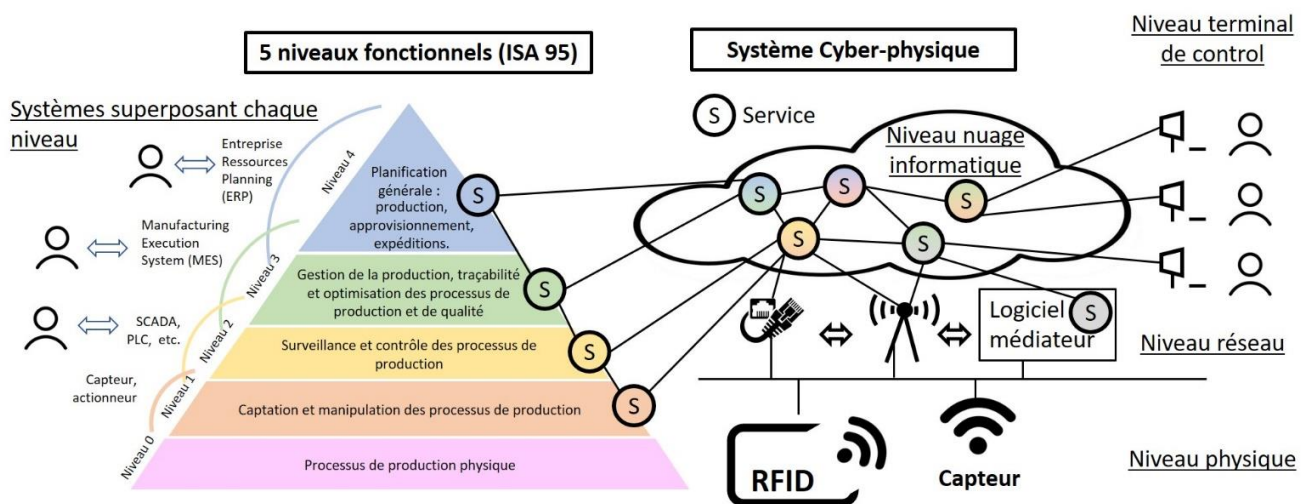 5 niveaux fonctionnels (ISA 95)
Systèmes superposant chaque
niveau
Entreprise
Ressources
Planning
(ERP)
Manufacturing
Execution
System (MES)
SCADA,
PLC, etc.
Capteur,
actionneur
Niveau 4
Niveau 3
Niveau 2
Niveau 1
Niveau 0
Planification
générale :
production,
approvisionnement,
expéditions.
S
Gestion de la production, traçabilité
et optimisation des processus de
production et de qualité
S
Surveillance et contrôle des processus de
production
S
Captation et manipulation des processus de production
S
Processus de production physique
Système Cyber-physique
S Service
Niveau nuage
informatique
S
S
S
S
S
Logiciel
médiateur
S
RFID
Capteur
Niveau terminal
de control
Niveau réseau
Niveau physique